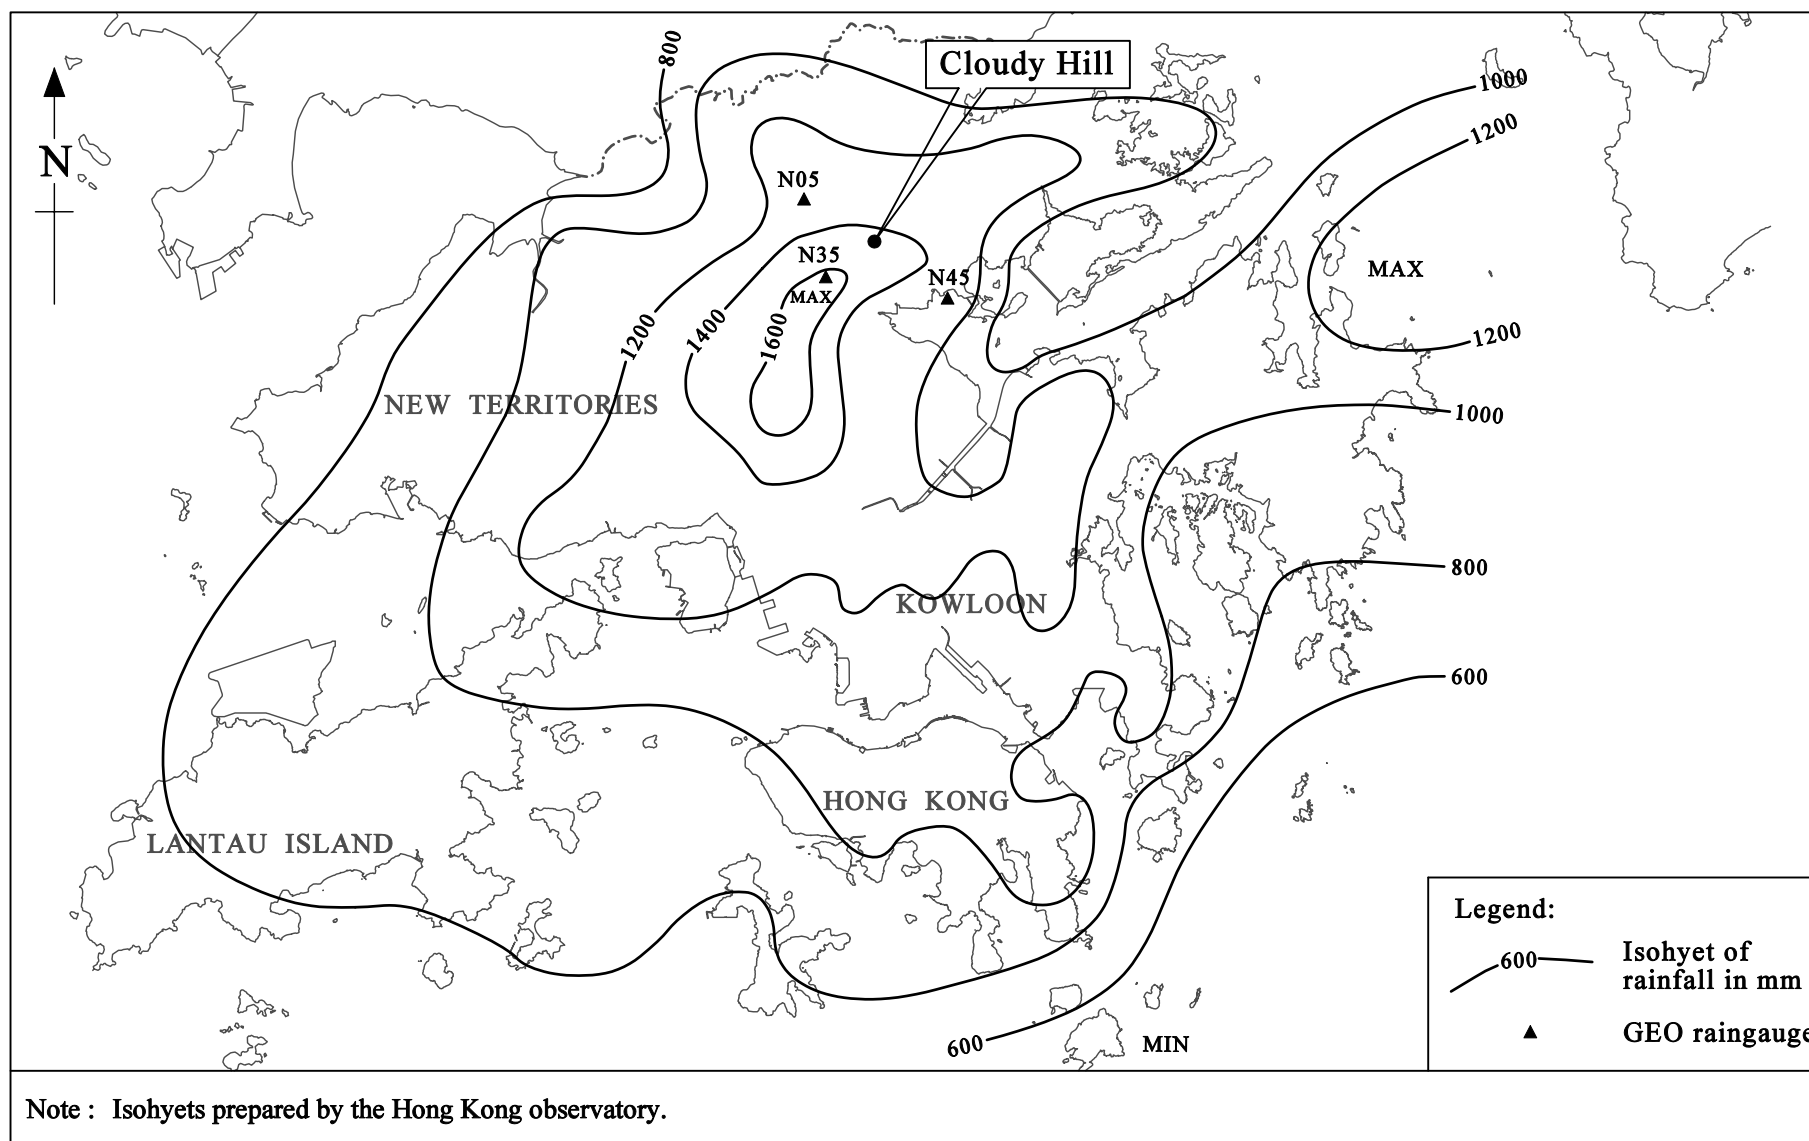 800
Cloudy Hill
1000
1200
N
N05
N35
N45
MAX
MAX
1200
1400
1600
1200
NEW TERRITORIES
1000
800
KOWLOON
600
HONG KONG
LANTAU ISLAND
600
MIN
Legend:
600
Isohyet of
rainfall in mm
GEO raingauge
Note : Isohyets prepared by the Hong Kong observatory.